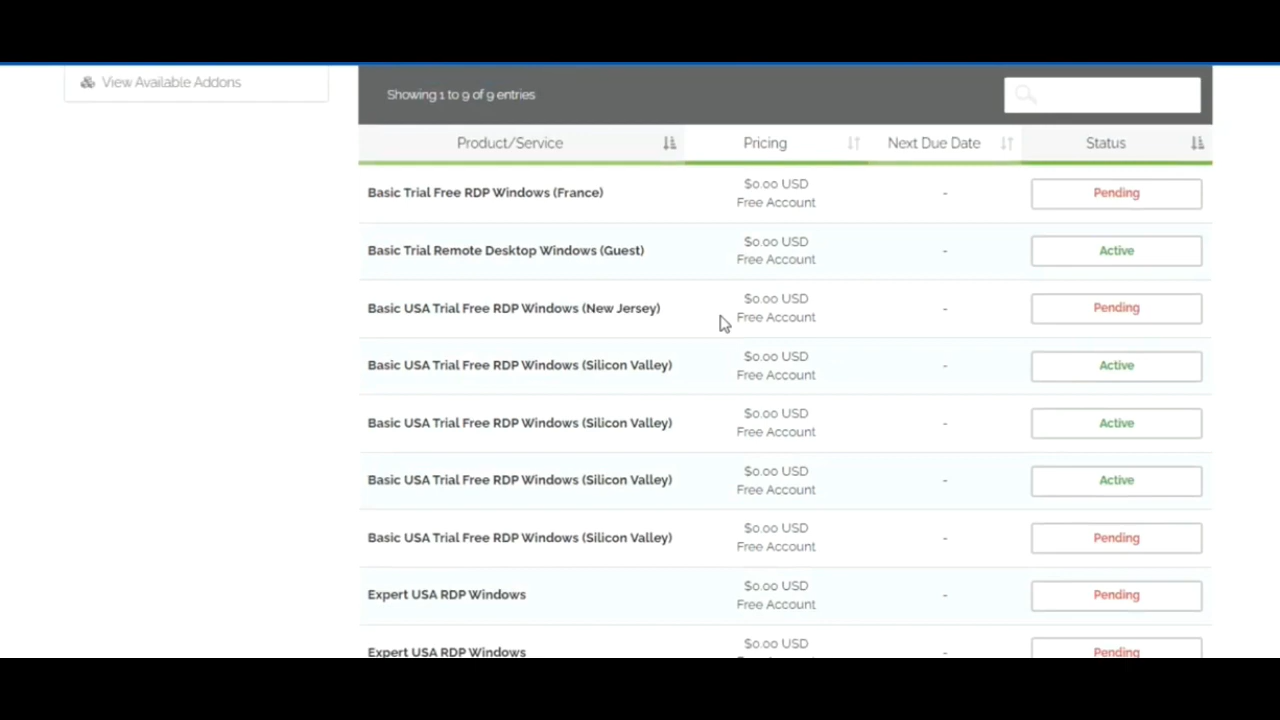 View Available Addons
Showing 1 to 9 of 9 entries
Product/Service Pricing Next Due Date Status
Basic Trial Free RDP Windows (France) $0.00 USD Free Account - Pending
Basic Trial Remote Desktop Windows (Guest) $0.00 USD Free Account - Active
Basic USA Trial Free RDP Windows (New Jersey) $0.00 USD Free Account - Pending
Basic USA Trial Free RDP Windows (Silicon Valley) $0.00 USD Free Account - Active
Basic USA Trial Free RDP Windows (Silicon Valley) $0.00 USD Free Account - Active
Basic USA Trial Free RDP Windows (Silicon Valley) $0.00 USD Free Account - Active
Basic USA Trial Free RDP Windows (Silicon Valley) $0.00 USD Free Account - Pending
Expert USA RDP Windows $0.00 USD Free Account - Pending
Expert USA RDP Windows $0.00 USD - Pending